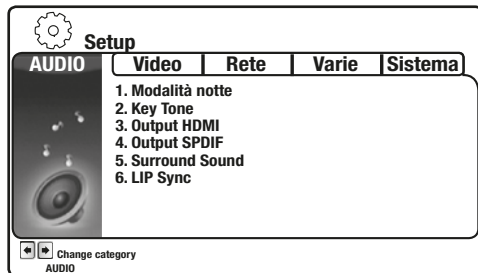 Setup
AUDIO Video Rete Varie Sistema
1. Modalità notte
2. Key Tone
3. Output HDMI
4. Output SPDIF
5. Surround Sound
6. LIP Sync
Change category
AUDIO